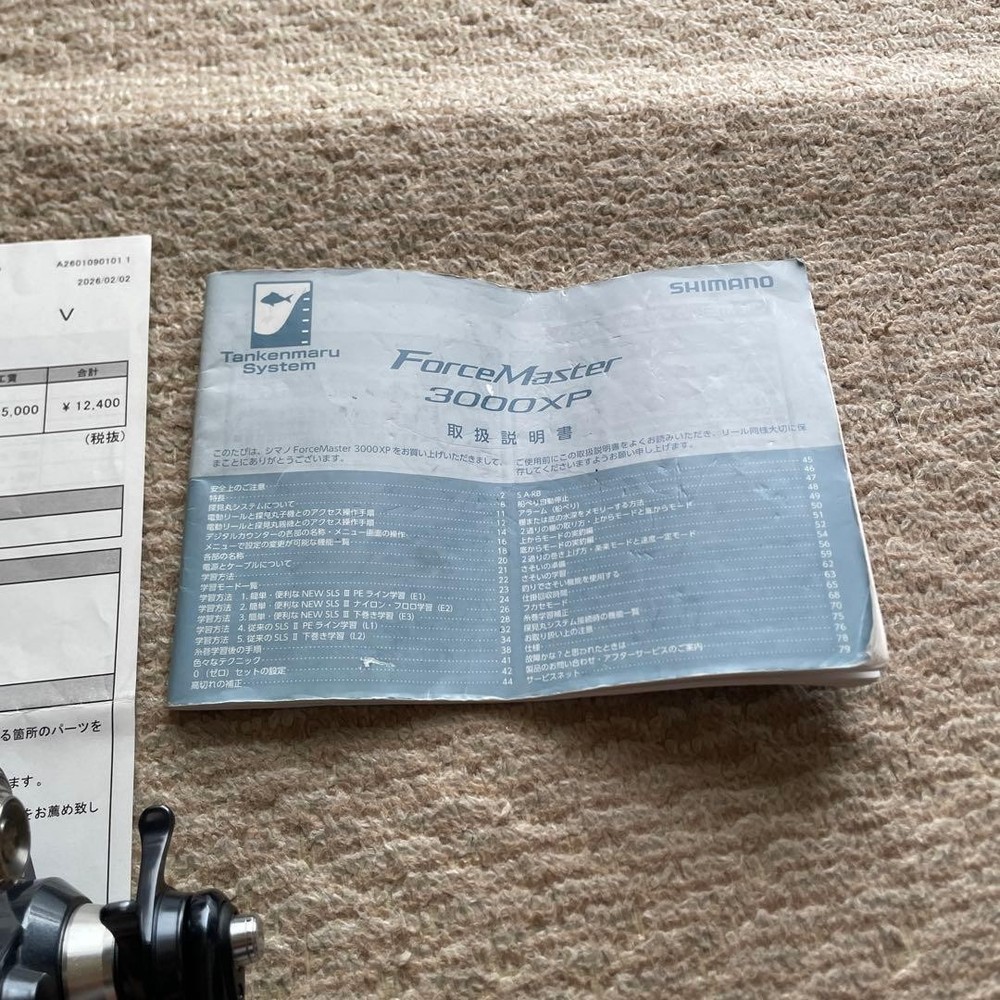 A2601090101 1
2026/02/02
V
工賃 合計
5,000 ¥12,400
(税抜)
る箇所のパーツを
ます。
をお薦め致し
SHIMANO
Tankenmaru
System
ForceMaster
3000XP
取扱説明書
このたびは、シマノ ForceMaster 3000XP をお買い上げいただきまして、
まことにありがとうございます。
ご使用前にこの取扱説明書をよくお読みいただき、リール同様大切に保
存してくださいますようお願い申し上げます。
安全上のご注意 2
特長 6
探見丸システムについて 11
電動リールと探見丸子機とのアクセス操作手順 12
電動リールと探見丸親機とのアクセス操作手順 14
デジタルカウンターの各部の名称・メニュー画面の操作 16
メニューで設定の変更が可能な機能一覧 18
各部の名称 20
電源とケーブルについて 21
学習方法 22
学習モード一覧 23
学習方法 1. 簡単・便利な NEW SLS Ⅲ PE ライン学習 (E1) 24
学習方法 2. 簡単・便利な NEW SLS Ⅲ ナイロン・フロロ学習 (E2) 26
学習方法 3. 簡単・便利な NEW SLS Ⅲ 下巻き学習 (E3) 28
学習方法 4. 従来の SLS Ⅱ PE ライン学習 (L1) 32
学習方法 5. 従来の SLS Ⅱ 下巻き学習 (L2) 34
糸巻学習後の手順 38
色々なテクニック 41
0 (ゼロ) セットの設定 42
高切れの補正 44
S A-RB 45
船べり自動停止 46
アラーム (船べり) 47
棚または底の水深をメモリーする方法 48
2通りの棚の取り方・上からモードと底からモード 49
上からモードの実釣編 50
底からモードの実釣編 51
2通りの巻き上げ方・楽楽モードと速度一定モード 52
さそいの準備 54
さそいの学習 56
釣りでさそい機能を使用する 59
仕掛回収時間 62
フカセモード 63
糸巻学習補正 65
探見丸システム接続時の機能一覧 68
お取り扱い上の注意 70
仕様 75
故障かな？と思われたときは 76
製品のお問い合わせ・アフターサービスのご案内 78
サービスネット 79